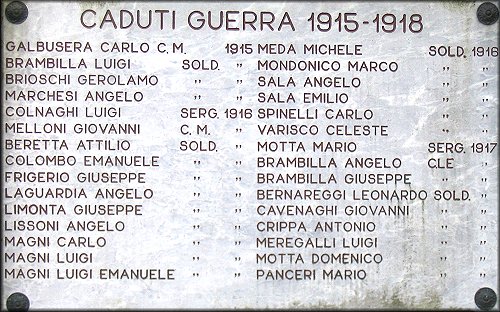 CADUTI GUERRA 1915-1918
GALBUSERA CARLO C.M. 1915
BRAMBILLA LUIGI SOLD. "
BRIOSCHI GEROLAMO " "
MARCHESI ANGELO " "
COLNAGHI LUIGI SERG. 1916
MELLONI GIOVANNI C.M. "
BERETTA ATTILIO SOLD. "
COLOMBO EMANUELE " "
FRIGERIO GIUSEPPE " "
LAGUARDIA ANGELO " "
LIMONTA GIUSEPPE " "
LISSONI ANGELO " "
MAGNI CARLO " "
MAGNI LUIGI " "
MAGNI LUIGI EMANUELE " "
MEDA MICHELE SOLD. 1916
MONDONICO MARCO " "
SALA ANGELO " "
SALA EMILIO " "
SPINELLI CARLO " "
VARISCO CELESTE " "
MOTTA MARIO SERG. 1917
BRAMBILLA ANGELO CLE "
BRAMBILLA GIUSEPPE " "
BERNAREGGI LEONARDO SOLD. "
CAVENAGHI GIOVANNI " "
CRIPPA ANTONIO " "
MEREGALLI LUIGI " "
MOTTA DOMENICO " "
PANCERI MARIO " "